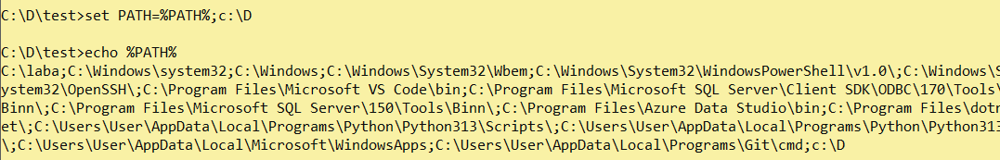 C:\D\test>set PATH=%PATH%;c:\D
C:\D\test>echo %PATH%
C:\laba;C:\Windows\system32;C:\Windows;C:\Windows\System32\Wbem;C:\Windows\System32\WindowsPowerShell\v1.0\;C:\Windows\S
ystem32\OpenSSH\;C:\Program Files\Microsoft VS Code\bin;C:\Program Files\Microsoft SQL Server\Client SDK\ODBC\170\Tools\
Binn\;C:\Program Files\Microsoft SQL Server\150\Tools\Binn\;C:\Program Files\Azure Data Studio\bin;C:\Program Files\dotn
et\;C:\Users\User\AppData\Local\Programs\Python\Python313\Scripts\;C:\Users\User\AppData\Local\Programs\Python\Python313
\;C:\Users\User\AppData\Local\Microsoft\WindowsApps;C:\Users\User\AppData\Local\Programs\Git\cmd;c:\D